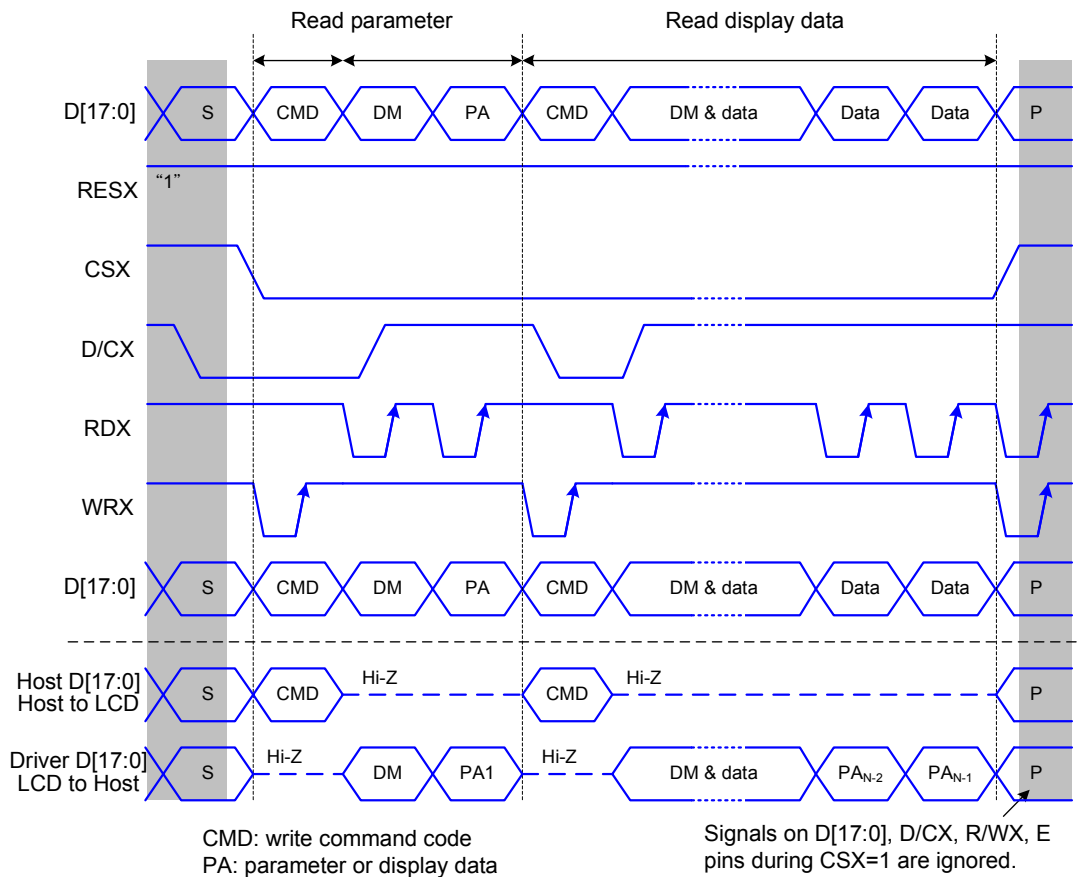 Read parameter
Read display data
D[17:0] S CMD DM PA CMD DM & data Data Data P
RESX “1”
CSX
D/CX
RDX
WRX
D[17:0] S CMD DM PA CMD DM & data Data Data P
Host D[17:0]
Host to LCD
S CMD Hi-Z CMD Hi-Z P
Driver D[17:0]
LCD to Host
S Hi-Z DM PA1 Hi-Z DM & data PAN-2 PAN-1 P
CMD: write command code
PA: parameter or display data
Signals on D[17:0], D/CX, R/WX, E
pins during CSX=1 are ignored.